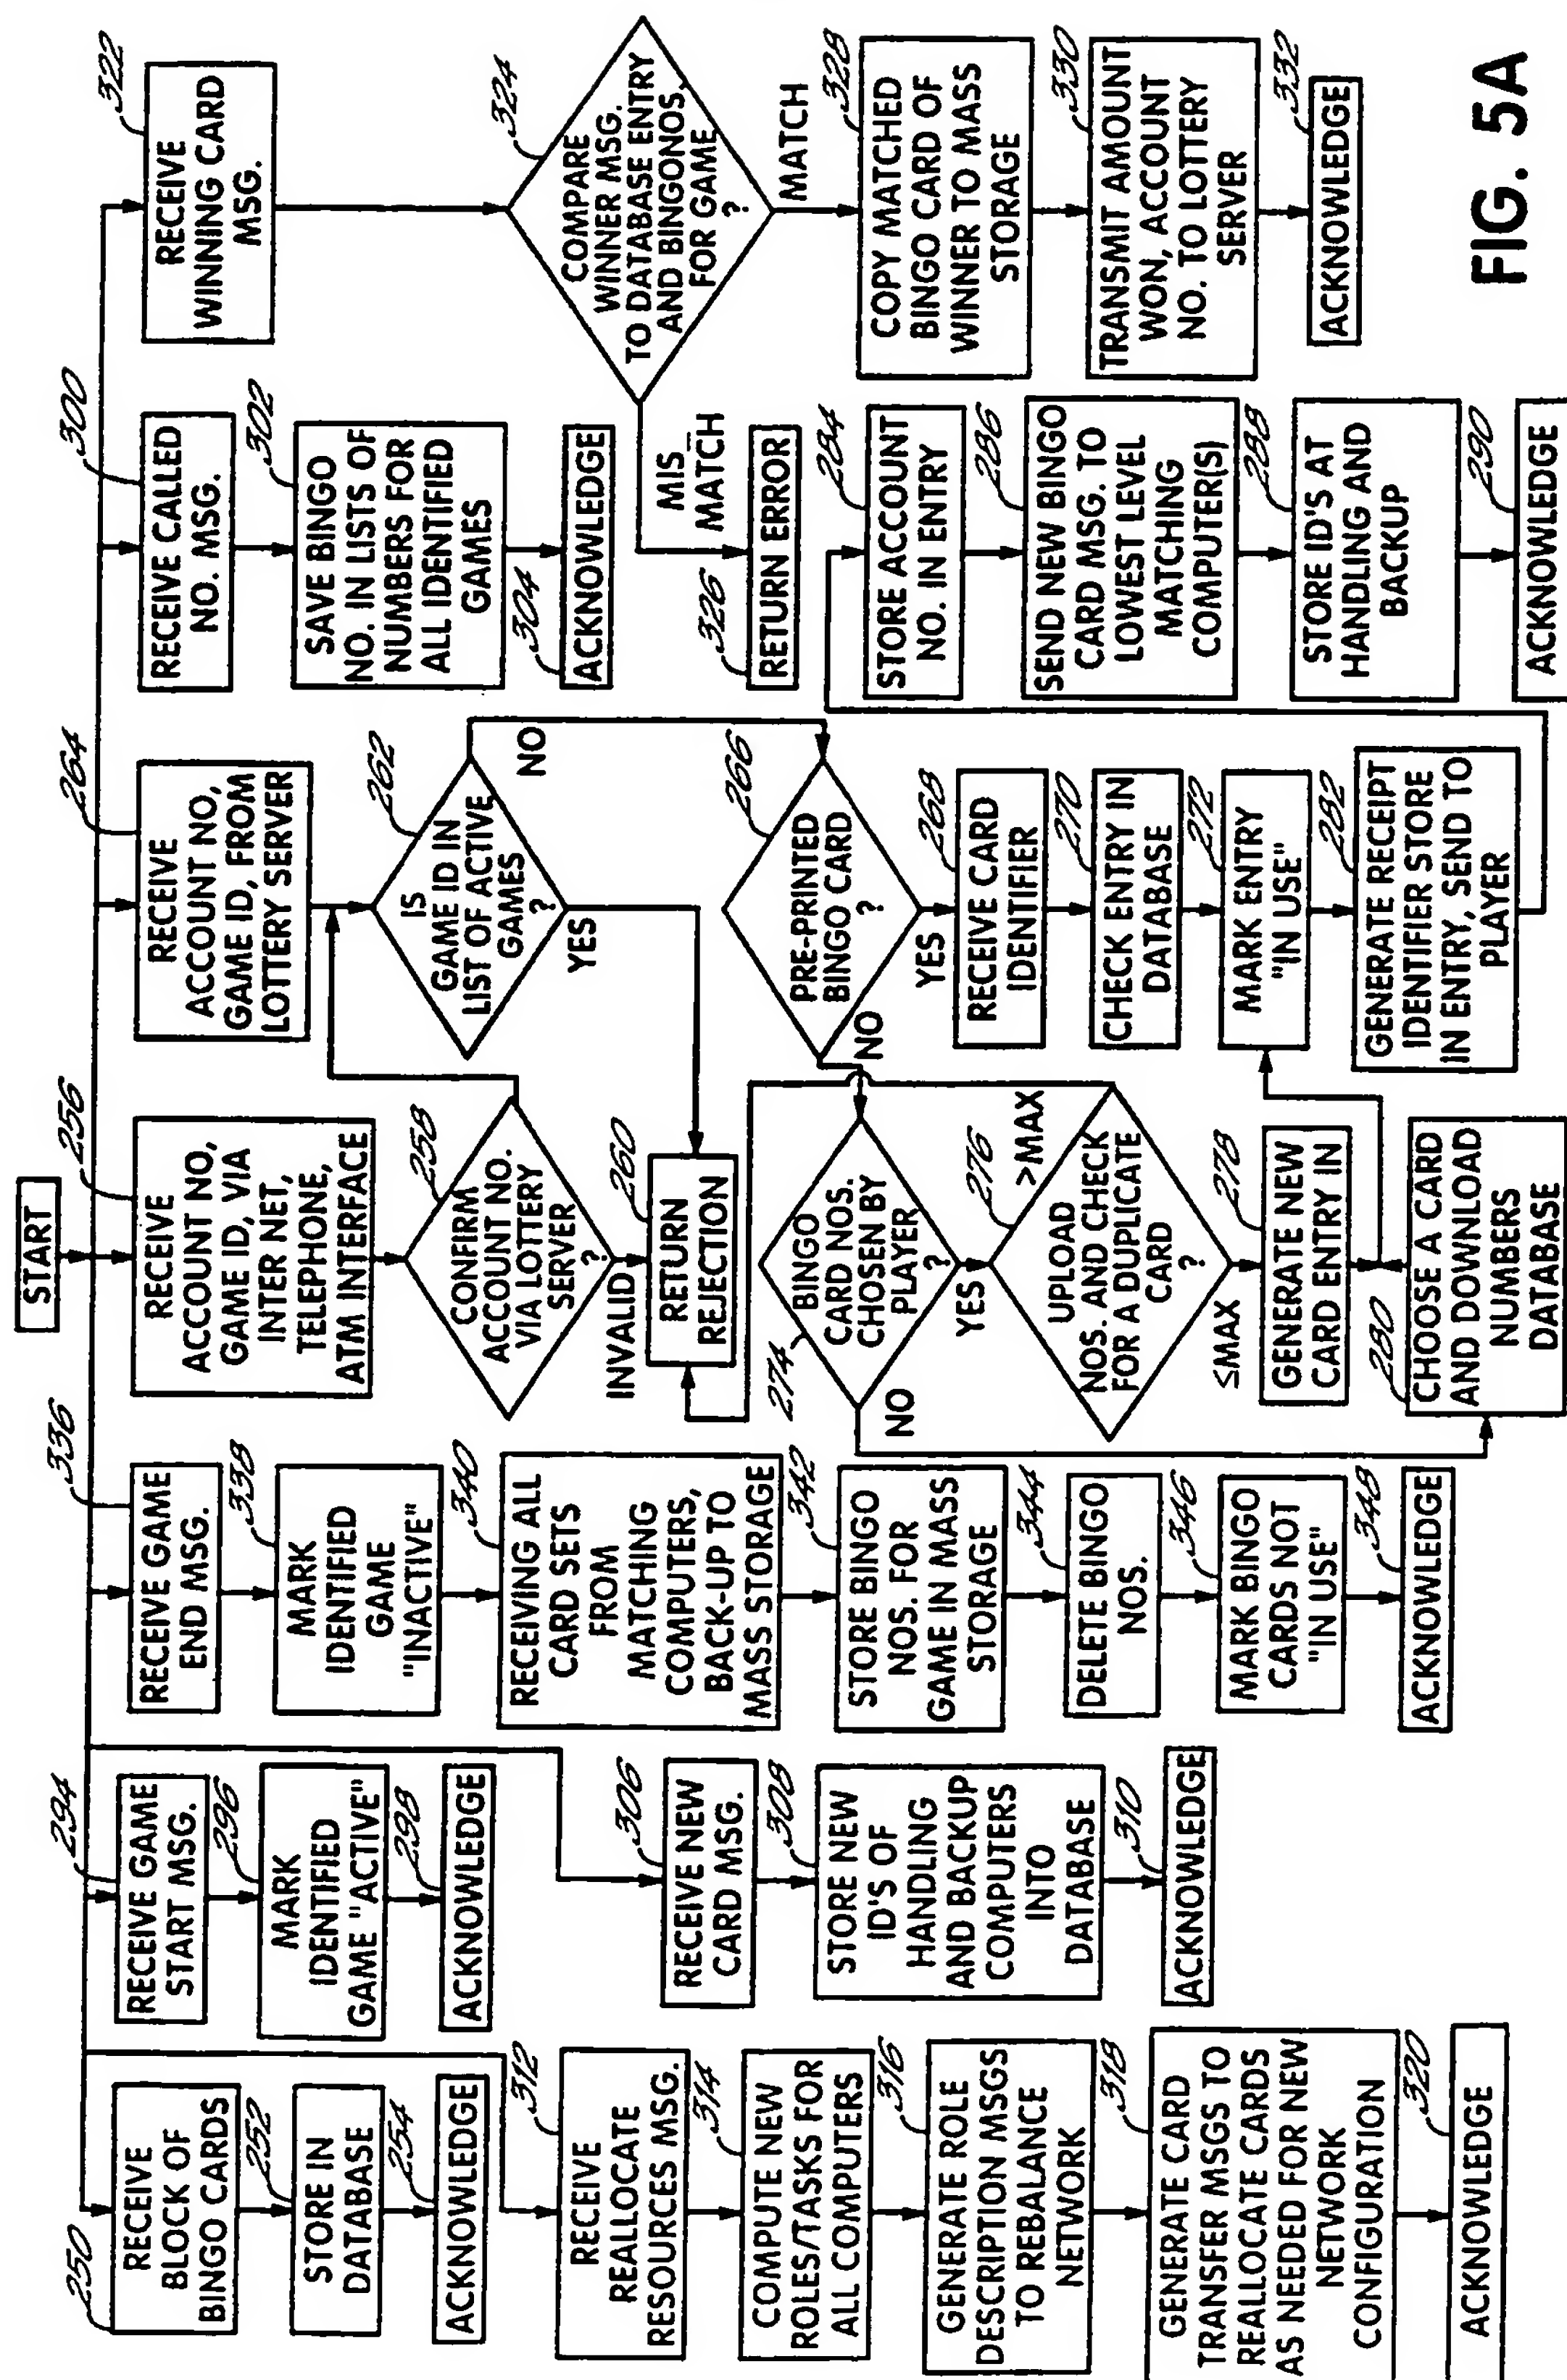 START
250
RECEIVE
BLOCK OF
BINGO CARDS
252
STORE IN
DATABASE
254
ACKNOWLEDGE
312
RECEIVE
REALLOCATE
RESOURCES MSG.
314
COMPUTE NEW
ROLES/TASKS FOR
ALL COMPUTERS
316
GENERATE ROLE
DESCRIPTION MSGS
TO REBALANCE
NETWORK
318
GENERATE CARD
TRANSFER MSGS TO
REALLOCATE CARDS
AS NEEDED FOR NEW
NETWORK
CONFIGURATION
320
ACKNOWLEDGE
294
RECEIVE GAME
START MSG.
296
MARK
IDENTIFIED
GAME "ACTIVE"
298
ACKNOWLEDGE
306
RECEIVE NEW
CARD MSG.
308
STORE NEW
ID'S OF
HANDLING
AND BACKUP
COMPUTERS
INTO
DATABASE
310
ACKNOWLEDGE
336
RECEIVE GAME
END MSG.
338
MARK
IDENTIFIED
GAME
"INACTIVE"
340
RECEIVING ALL
CARD SETS
FROM
MATCHING
COMPUTERS,
BACK-UP TO
MASS STORAGE
342
STORE BINGO
NOS. FOR
GAME IN MASS
STORAGE
344
DELETE BINGO
NOS.
346
MARK BINGO
CARDS NOT
"IN USE"
348
ACKNOWLEDGE
256
RECEIVE
ACCOUNT NO,
GAME ID, VIA
INTER NET,
TELEPHONE,
ATM INTERFACE
258
CONFIRM
ACCOUNT NO.
VIA LOTTERY
SERVER
?
INVALID
260
RETURN
REJECTION
274
BINGO
CARD NOS.
CHOSEN BY
PLAYER
?
NO
YES
276
>MAX
UPLOAD
NOS. AND CHECK
FOR A DUPLICATE
CARD
?
≤MAX
278
GENERATE NEW
CARD ENTRY IN
280
CHOOSE A CARD
AND DOWNLOAD
NUMBERS
DATABASE
264
RECEIVE
ACCOUNT NO,
GAME ID, FROM
LOTTERY SERVER
262
IS
GAME ID IN
LIST OF ACTIVE
GAMES
?
NO
YES
266
PRE-PRINTED
BINGO CARD
?
NO
YES
268
RECEIVE CARD
IDENTIFIER
270
CHECK ENTRY IN
DATABASE
272
MARK ENTRY
"IN USE"
282
GENERATE RECEIPT
IDENTIFIER STORE
IN ENTRY, SEND TO
PLAYER
300
RECEIVE CALLED
NO. MSG.
302
SAVE BINGO
NO. IN LISTS OF
NUMBERS FOR
ALL IDENTIFIED
GAMES
304
ACKNOWLEDGE
MIS_
MATCH
326
RETURN ERROR
284
STORE ACCOUNT
NO. IN ENTRY
286
SEND NEW BINGO
CARD MSG. TO
LOWEST LEVEL
MATCHING
COMPUTER(S)
288
STORE ID'S AT
HANDLING AND
BACKUP
290
ACKNOWLEDGE
322
RECEIVE
WINNING CARD
MSG.
324
COMPARE
WINNER MSG.
TO DATABASE ENTRY
AND BINGONOS.
FOR GAME
?
MATCH
328
COPY MATCHED
BINGO CARD OF
WINNER TO MASS
STORAGE
330
TRANSMIT AMOUNT
WON, ACCOUNT
NO. TO LOTTERY
SERVER
332
ACKNOWLEDGE
FIG. 5A